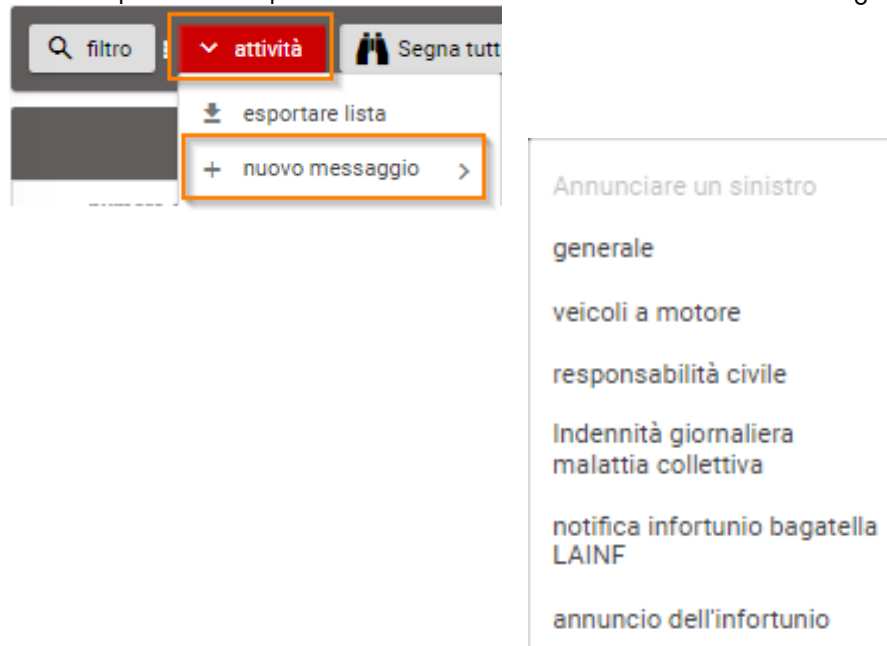 filtro
attività
Segna tutt
esportare lista
nuovo messaggio
Annunciare un sinistro
generale
veicoli a motore
responsabilità civile
Indennità giornaliera
malattia collettiva
notifica infortunio bagatella
LAINF
annuncio dell'infortunio